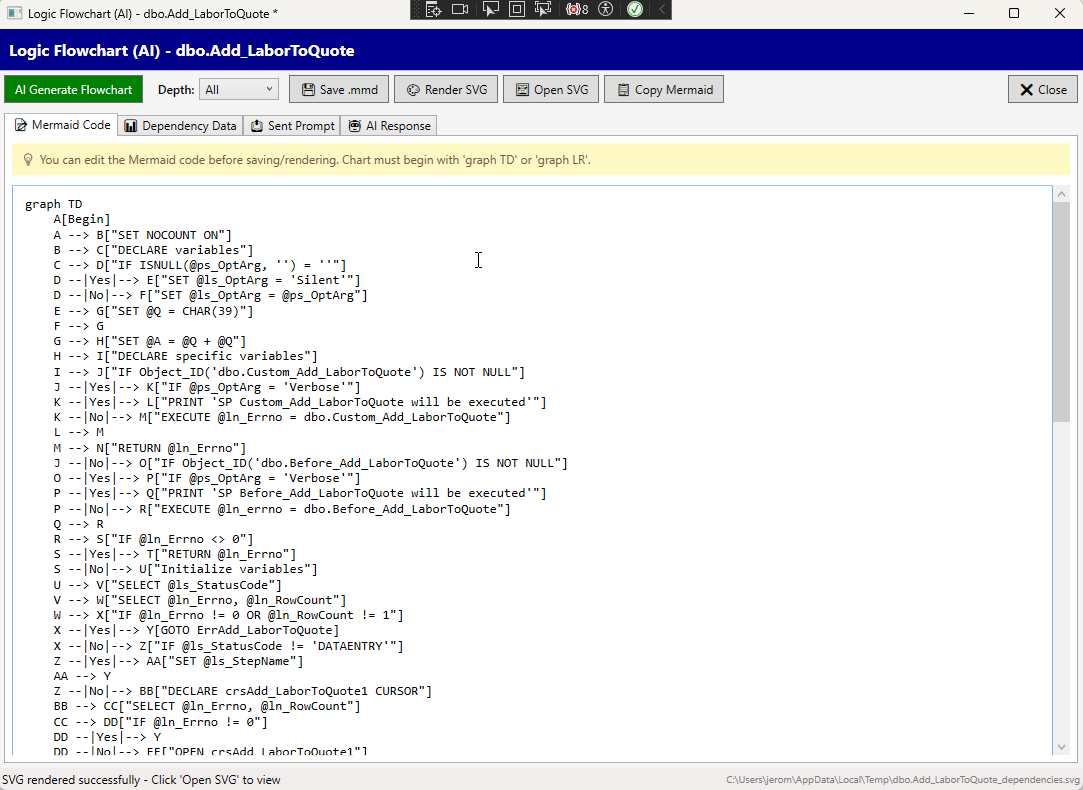 Logic Flowchart (AI) - dbo.Add_LaborToQuote *
8
Logic Flowchart (AI) - dbo.Add_LaborToQuote
AI Generate Flowchart Depth: All Save .mmd Render SVG Open SVG Copy Mermaid Close
Mermaid Code Dependency Data Sent Prompt AI Response
You can edit the Mermaid code before saving/rendering. Chart must begin with 'graph TD' or 'graph LR'.
graph TD
A[Begin]
A --> B["SET NOCOUNT ON"]
B --> C["DECLARE variables"]
C --> D["IF ISNULL(@ps_OptArg, '') = ''"]
D --|Yes|--> E["SET @ls_OptArg = 'Silent'"]
D --|No|--> F["SET @ls_OptArg = @ps_OptArg"]
E --> G["SET @Q = CHAR(39)"]
F --> G
G --> H["SET @A = @Q + @Q"]
H --> I["DECLARE specific variables"]
I --> J["IF Object_ID('dbo.Custom_Add_LaborToQuote') IS NOT NULL"]
J --|Yes|--> K["IF @ps_OptArg = 'Verbose'"]
K --|Yes|--> L["PRINT 'SP Custom_Add_LaborToQuote will be executed'"]
K --|No|--> M["EXECUTE @ln_Errno = dbo.Custom_Add_LaborToQuote"]
L --> M
M --> N["RETURN @ln_Errno"]
J --|No|--> O["IF Object_ID('dbo.Before_Add_LaborToQuote') IS NOT NULL"]
O --|Yes|--> P["IF @ps_OptArg = 'Verbose'"]
P --|Yes|--> Q["PRINT 'SP Before_Add_LaborToQuote will be executed'"]
P --|No|--> R["EXECUTE @ln_errno = dbo.Before_Add_LaborToQuote"]
Q --> R
R --> S["IF @ln_Errno <> 0"]
S --|Yes|--> T["RETURN @ln_Errno"]
S --|No|--> U["Initialize variables"]
U --> V["SELECT @ls_StatusCode"]
V --> W["SELECT @ln_Errno, @ln_RowCount"]
W --> X["IF @ln_Errno != 0 OR @ln_RowCount != 1"]
X --|Yes|--> Y[GOTO ErrAdd_LaborToQuote]
X --|No|--> Z["IF @ls_StatusCode != 'DATAENTRY'"]
Z --|Yes|--> AA["SET @ls_StepName"]
AA --> Y
Z --|No|--> BB["DECLARE crsAdd_LaborToQuote1 CURSOR"]
BB --> CC["SELECT @ln_Errno, @ln_RowCount"]
CC --> DD["IF @ln_Errno != 0"]
DD --|Yes|--> Y
DD --|No|--> EE["OPEN crsAdd_LaborToQuote1"]
SVG rendered successfully - Click 'Open SVG' to view C:\Users\jerom\AppData\Local\Temp\dbo.Add_LaborToQuote_dependencies.svg